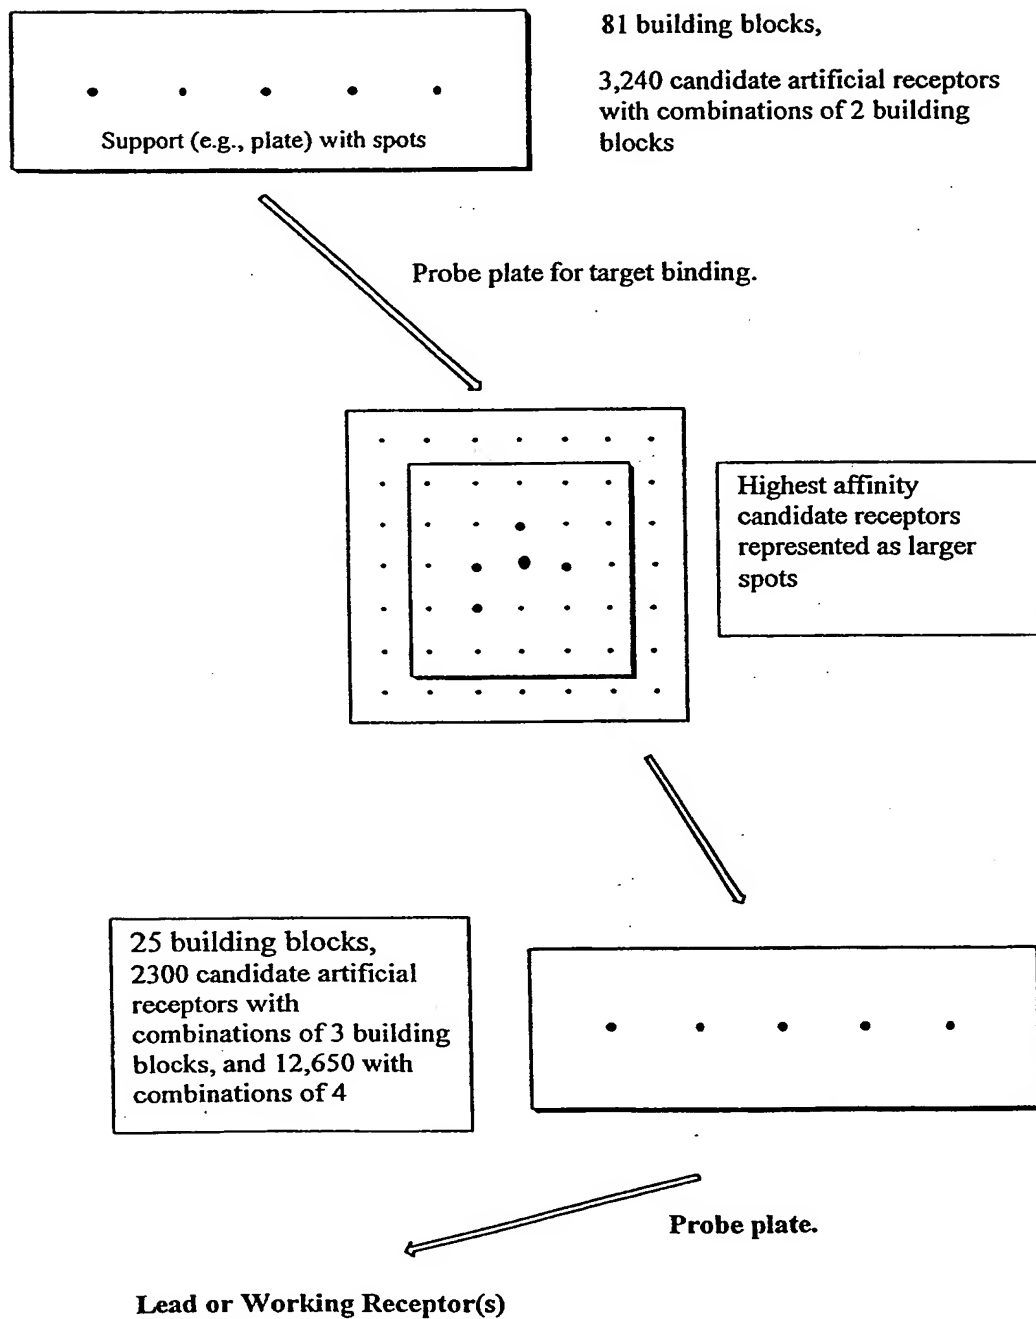 81 building blocks,
3,240 candidate artificial receptors
with combinations of 2 building
blocks
Support (e.g., plate) with spots
Probe plate for target binding.
Highest affinity
candidate receptors
represented as larger
spots
25 building blocks,
2300 candidate artificial
receptors with
combinations of 3 building
blocks, and 12,650 with
combinations of 4
Probe plate.
Lead or Working Receptor(s)